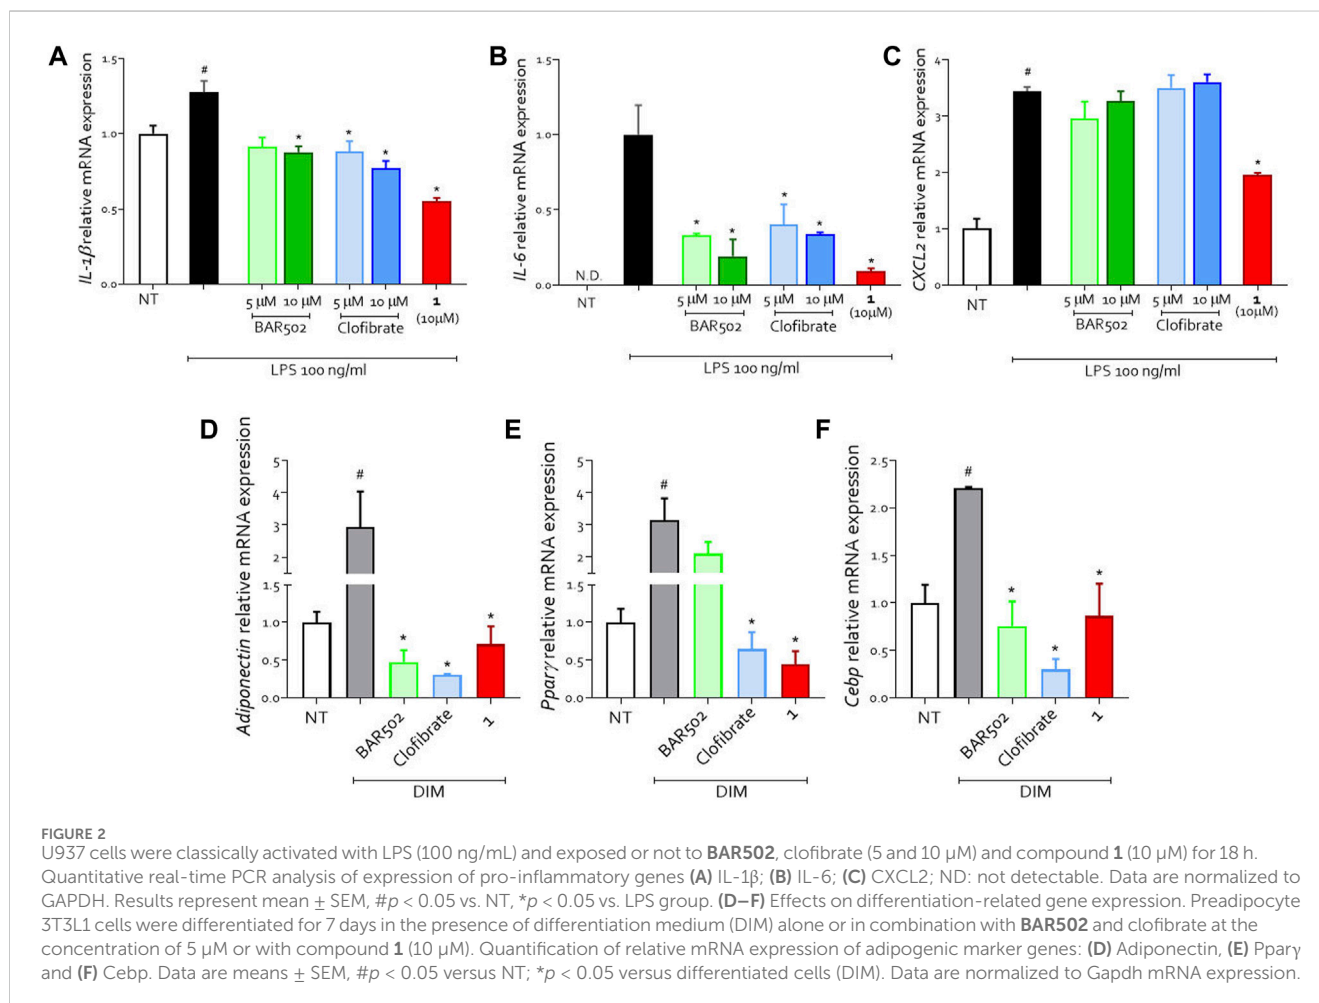 A
IL-1β relative mRNA expression
1.5
1.0
0.5
0.0
#
*
*
*
*
NT
5 µM
10 µM
5 µM
10 µM
1
(10µM)
BAR502
Clofibrate
LPS 100 ng/ml
B
IL-6 relative mRNA expression
1.5
1.0
0.5
0.0
N.D.
*
*
*
*
*
NT
5 µM
10 µM
5 µM
10 µM
1
(10µM)
BAR502
Clofibrate
LPS 100 ng/ml
C
CXCL2 relative mRNA expression
4
3
2
1
0
#
*
NT
5 µM
10 µM
5 µM
10 µM
1
(10µM)
BAR502
Clofibrate
LPS 100 ng/ml
D
Adiponectin relative mRNA expression
5
4
3
2
1.5
1.0
0.5
0.0
#
*
*
*
NT
BAR502
Clofibrate
1
DIM
E
Pparγ relative mRNA expression
5
4
3
2
1.5
1.0
0.5
0.0
#
*
*
NT
BAR502
Clofibrate
1
DIM
F
Cebp relative mRNA expression
2.5
2.0
1.5
1.0
0.5
0.0
#
*
*
*
NT
BAR502
Clofibrate
1
DIM
FIGURE 2
U937 cells were classically activated with LPS (100 ng/mL) and exposed or not to BAR502, clofibrate (5 and 10 µM) and compound 1 (10 µM) for 18 h.
Quantitative real-time PCR analysis of expression of pro-inflammatory genes (A) IL-1β; (B) IL-6; (C) CXCL2; ND: not detectable. Data are normalized to
GAPDH. Results represent mean ± SEM, #p < 0.05 vs. NT, *p < 0.05 vs. LPS group. (D–F) Effects on differentiation-related gene expression. Preadipocyte
3T3L1 cells were differentiated for 7 days in the presence of differentiation medium (DIM) alone or in combination with BAR502 and clofibrate at the
concentration of 5 µM or with compound 1 (10 µM). Quantification of relative mRNA expression of adipogenic marker genes: (D) Adiponectin, (E) Pparγ
and (F) Cebp. Data are means ± SEM, #p < 0.05 versus NT; *p < 0.05 versus differentiated cells (DIM). Data are normalized to Gapdh mRNA expression.